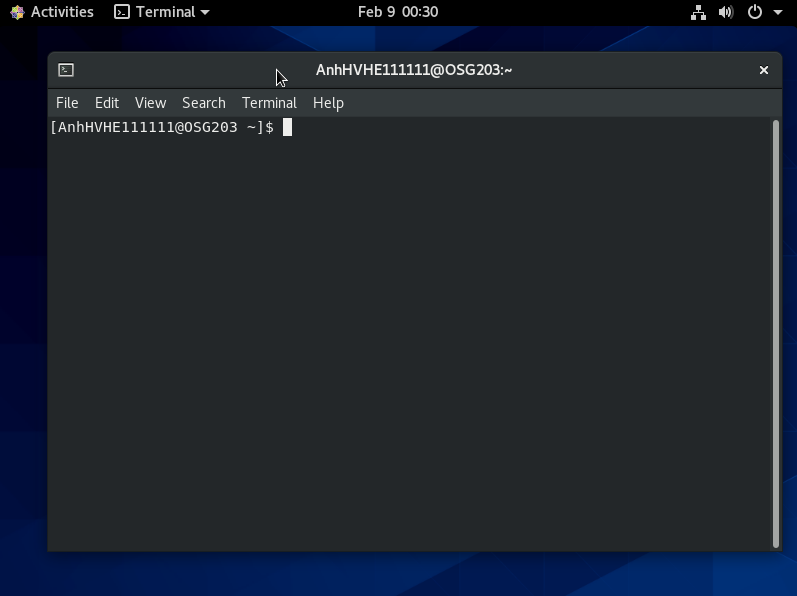 Activities Terminal Feb 9 00:30
AnhHVHE111111@OSG203:~
File Edit View Search Terminal Help
[AnhHVHE111111@OSG203 ~]$